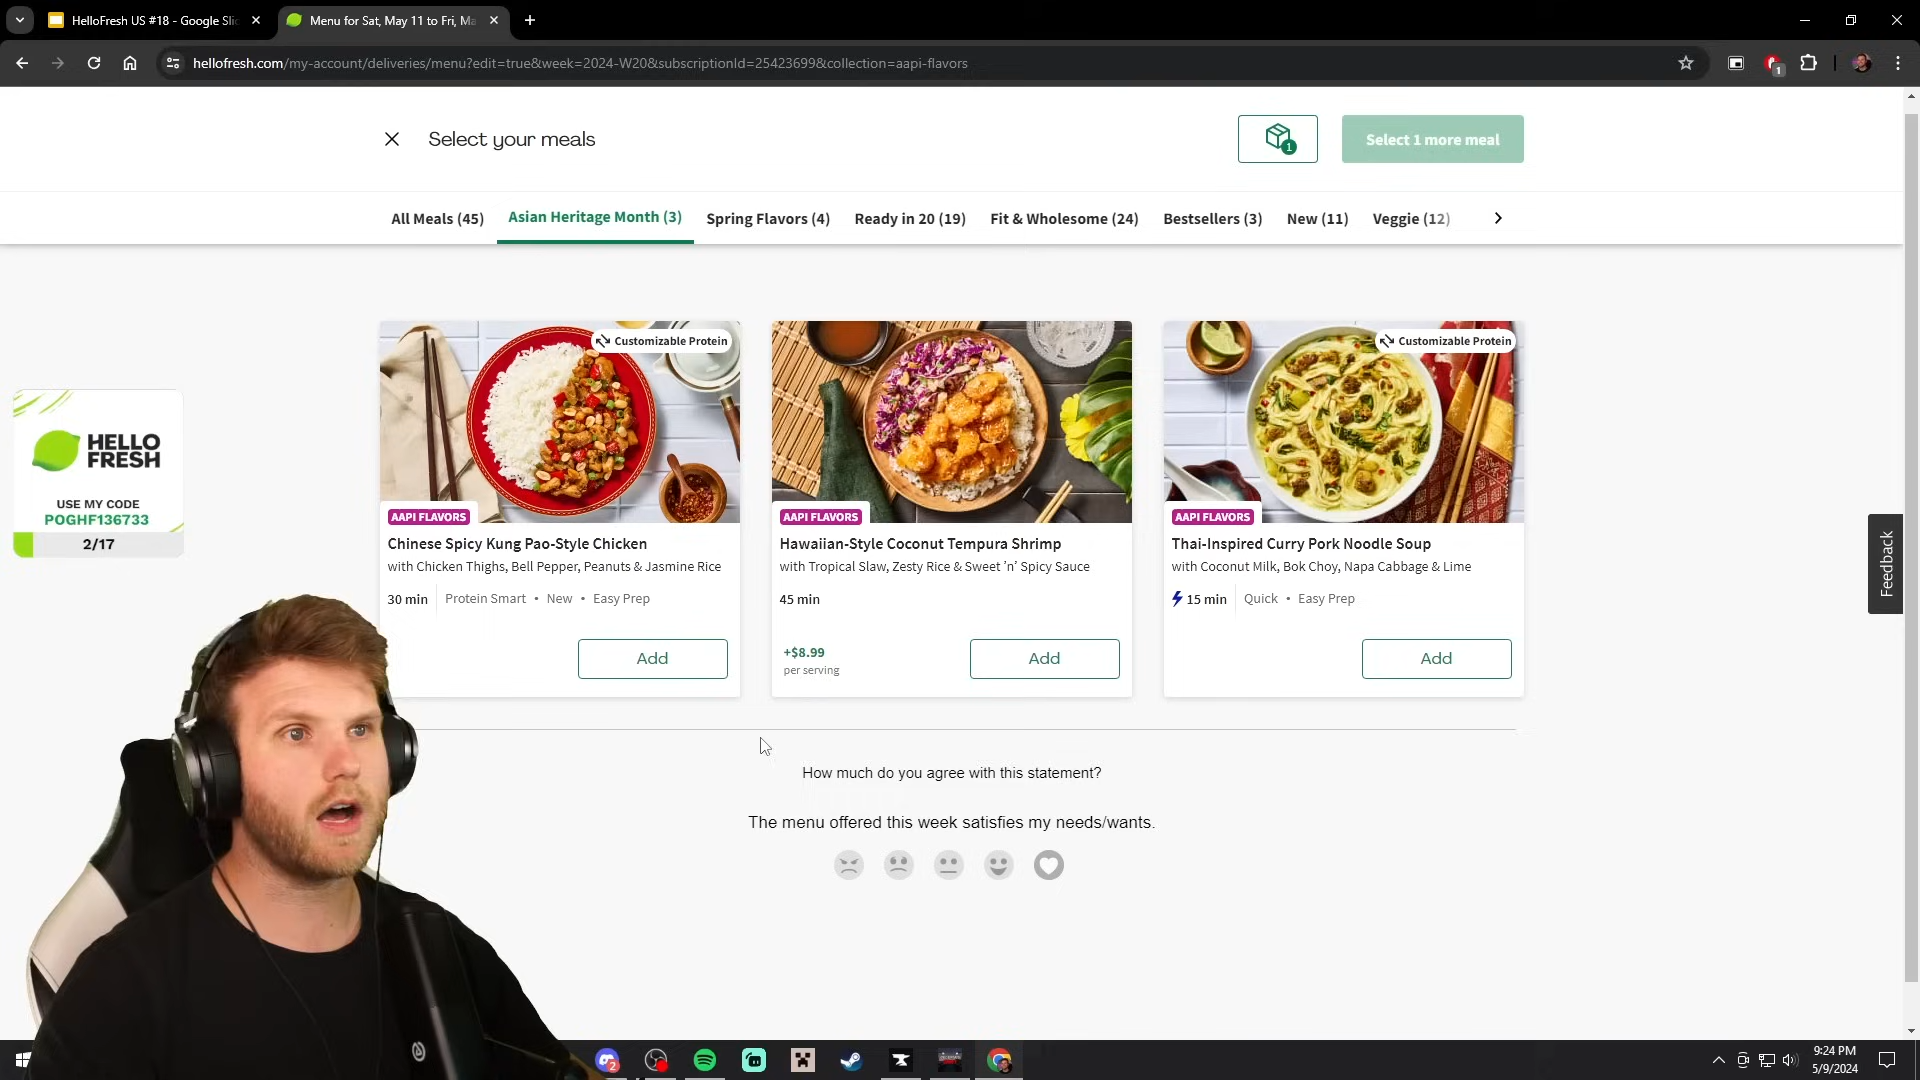 HelloFresh US #18 - Google Slid
Menu for Sat, May 11 to Fri, Ma
hellofresh.com/my-account/deliveries/menu?edit=true&week=2024-W20&subscriptionId=25423699&collection=aapi-flavors
1
Select your meals
1
Select 1 more meal
All Meals (45)
Asian Heritage Month (3)
Spring Flavors (4)
Ready in 20 (19)
Fit & Wholesome (24)
Bestsellers (3)
New (11)
Veggie (12)
Customizable Protein
Customizable Protein
HELLO
FRESH
USE MY CODE
POGHF136733
2/17
AAPI FLAVORS
Chinese Spicy Kung Pao-Style Chicken
with Chicken Thighs, Bell Pepper, Peanuts & Jasmine Rice
30 min
Protein Smart • New • Easy Prep
Add
AAPI FLAVORS
Hawaiian-Style Coconut Tempura Shrimp
with Tropical Slaw, Zesty Rice & Sweet ’n’ Spicy Sauce
45 min
+$8.99
per serving
Add
AAPI FLAVORS
Thai-Inspired Curry Pork Noodle Soup
with Coconut Milk, Bok Choy, Napa Cabbage & Lime
15 min
Quick • Easy Prep
Add
Feedback
How much do you agree with this statement?
The menu offered this week satisfies my needs/wants.
2
9:24 PM
5/9/2024